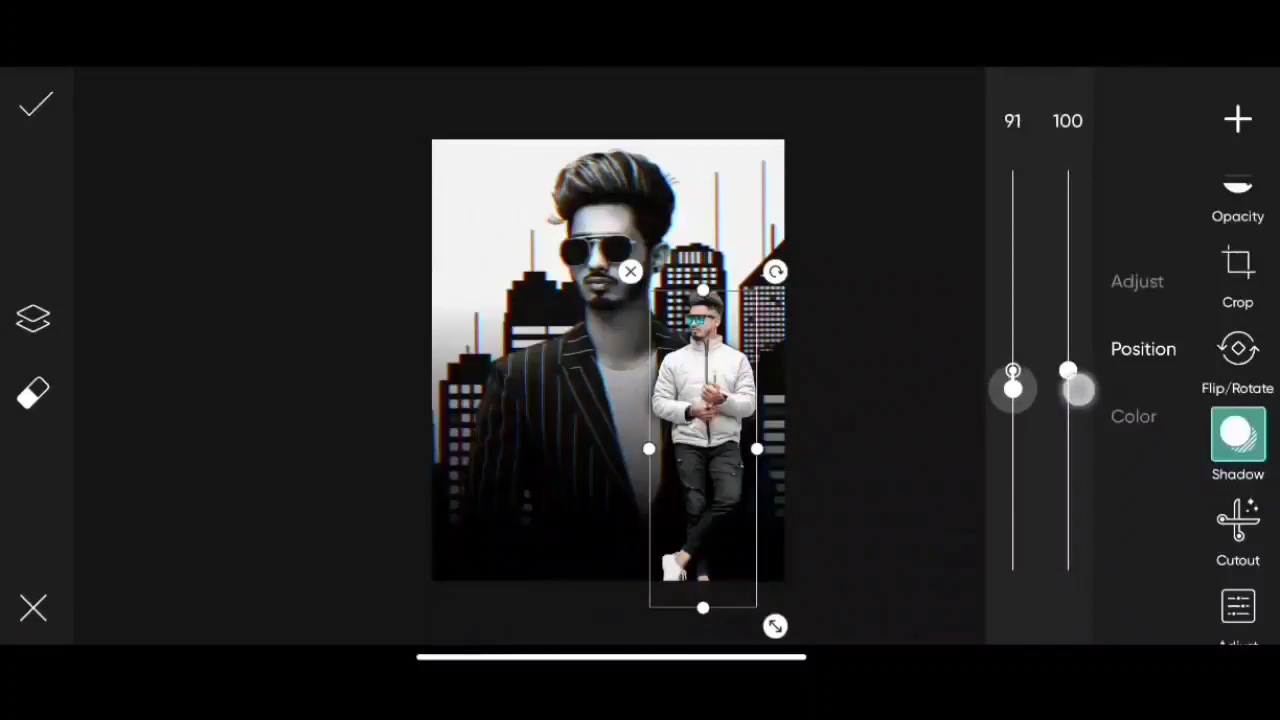 91 100
Opacity
Crop
Adjust
Position
Flip/Rotate
Color
Shadow
Cutout